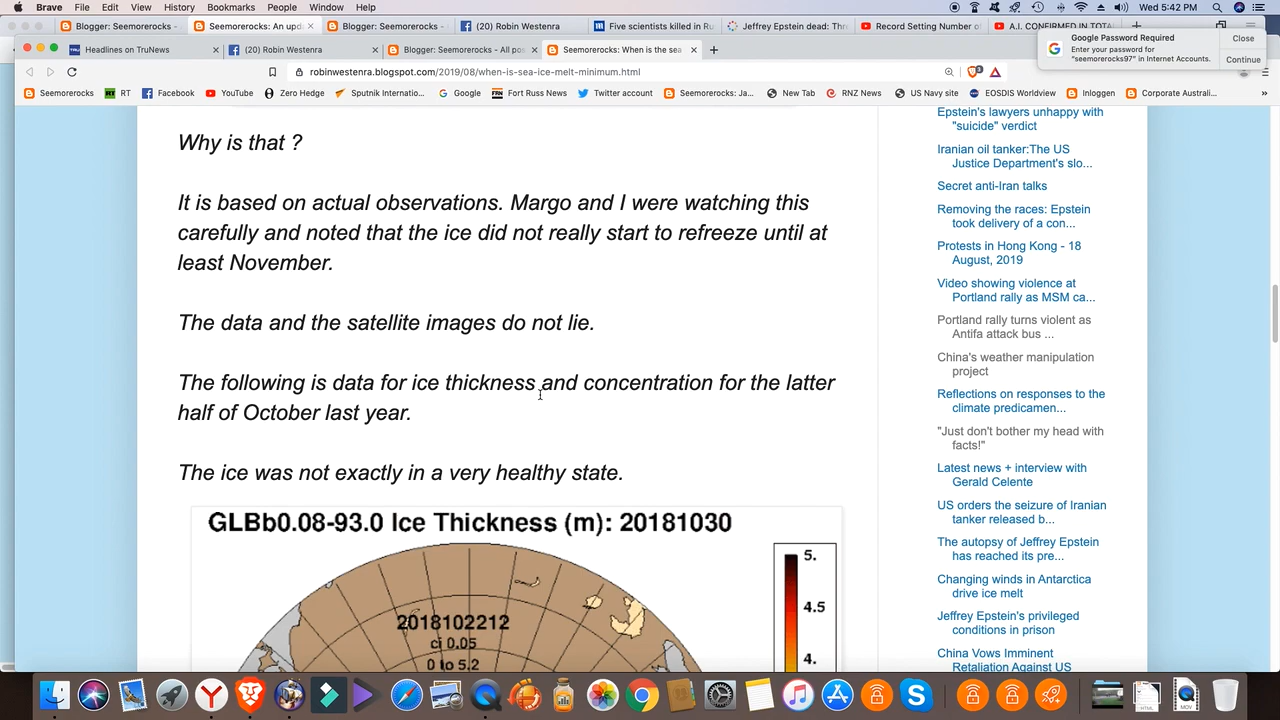 Brave File Edit View History Bookmarks People Window Help Wed 5:42 PM
Blogger: Seemorerocks - Seemorerocks: An upd Blogger: Seemorerocks - (20) Robin Westenra Five scientists killed in Ru Jeffrey Epstein dead: Thr Record Setting Number of A.I. CONFIRMED IN TOTA
Headlines on TruNews (20) Robin Westenra Blogger: Seemorerocks - All pos Seemorerocks: When is the sea
Google Password Required
Enter your password for
"seemorerocks97" in Internet Accounts.
Close
Continue
robinwestenra.blogspot.com/2019/08/when-is-sea-ice-melt-minimum.html
Seemorerocks RT Facebook YouTube Zero Hedge Sputnik Internatio... Google Fort Russ News Twitter account Seemorerocks: Ja... New Tab RNZ News US Navy site EOSDIS Worldview Inloggen Corporate Australi... »
Why is that ?
It is based on actual observations. Margo and I were watching this
carefully and noted that the ice did not really start to refreeze until at
least November.
The data and the satellite images do not lie.
The following is data for ice thickness and concentration for the latter
half of October last year.
The ice was not exactly in a very healthy state.
GLBb0.08-93.0 Ice Thickness (m): 20181030
2018102212
ci 0.05
0 to 5.2
5.
4.5
4.
Epstein's lawyers unhappy with
"suicide" verdict
Iranian oil tanker:The US
Justice Department's slo...
Secret anti-Iran talks
Removing the races: Epstein
took delivery of a con...
Protests in Hong Kong - 18
August, 2019
Video showing violence at
Portland rally as MSM ca...
Portland rally turns violent as
Antifa attack bus ...
China's weather manipulation
project
Reflections on responses to the
climate predicamen...
"Just don't bother my head with
facts!"
Latest news + interview with
Gerald Celente
US orders the seizure of Iranian
tanker released b...
The autopsy of Jeffrey Epstein
has reached its pre...
Changing winds in Antarctica
drive ice melt
Jeffrey Epstein's privileged
conditions in prison
China Vows Imminent
Retaliation Against US